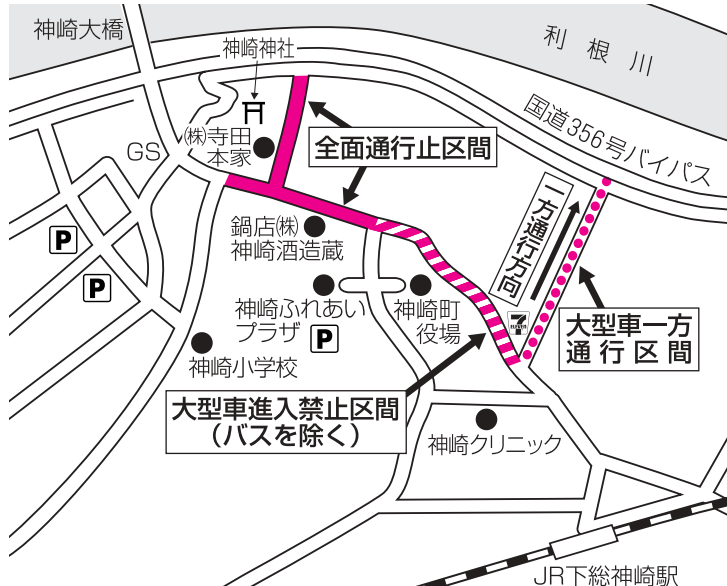 神崎大橋
神崎神社
利根川
国道356号バイパス
㈱寺田
本家
GS
全面通行止区間
一方通行方向
鍋店㈱
神崎酒造蔵
P
P
神崎ふれあい
プラザ P
神崎町
役場
7
ELEVEN
大型車一方
通行区間
神崎小学校
大型車進入禁止区間
(バスを除く)
神崎クリニック
JR下総神崎駅